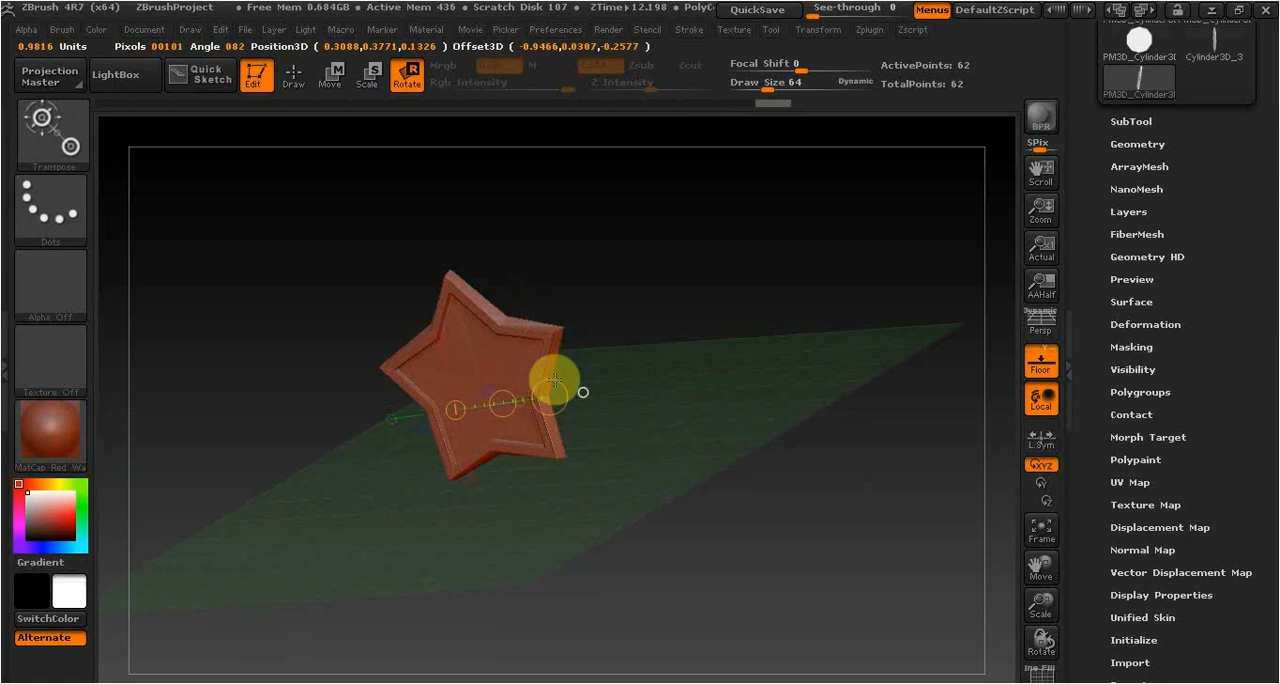 ZBrush 4R7 (x64) ZBrushProject • Free Mem 0.684GB • Active Mem 436 • Scratch Disk 107 • ZTime▸12.198 • PolyC QuickSave See-through 0 Menus DefaultZScript
Alpha Brush Color Document Draw Edit File Layer Light Macro Marker Material Movie Picker Preferences Render Stencil Stroke Texture Tool Transform Zplugin Zscript
0.9816 Units Pixols 00101 Angle 082 Position3D ( 0.3088,0.3771,0.1326 ) Offset3D ( -0.9466,0.0307,-0.2577 )
Projection Master
LightBox
Quick Sketch
Edit
Draw
Move
Scale
Rotate
Mrgb
M
Zsub
Zcut
Rgb Intensity
Z Intensity
Focal Shift 0
Draw Size 64
Dynamic
ActivePoints: 62
TotalPoints: 62
Transpose
Dots
Alpha Off
Texture Off
MatCap Red Wa
Gradient
SwitchColor
Alternate
BPR
SPix
Scroll
Zoom
Actual
AAHalf
Dynamic
Persp
Floor
Local
L.Sym
XYZ
Frame
Move
Scale
Rotate
PM3D_Cylinder3D
Cylinder3D_3
PM3D_Cylinder3D
SubTool
Geometry
ArrayMesh
NanoMesh
Layers
FiberMesh
Geometry HD
Preview
Surface
Deformation
Masking
Visibility
Polygroups
Contact
Morph Target
Polypaint
UV Map
Texture Map
Displacement Map
Normal Map
Vector Displacement Map
Display Properties
Unified Skin
Initialize
Import